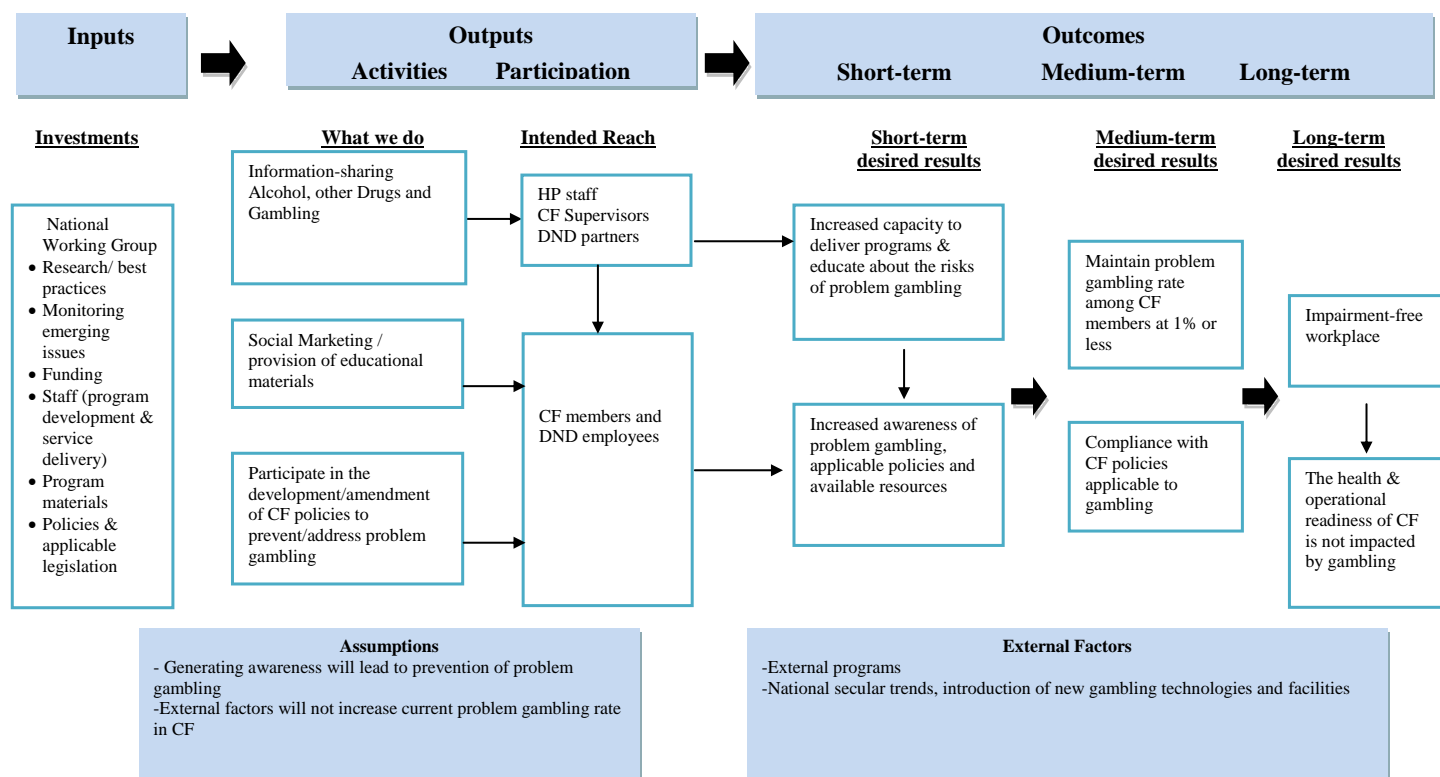 Inputs
Outputs
Activities Participation
Outcomes
Short-term Medium-term Long-term
Investments
National
Working Group
• Research/ best
practices
• Monitoring
emerging
issues
• Funding
• Staff (program
development &
service
delivery)
• Program
materials
• Policies &
applicable
legislation
What we do
Information-sharing
Alcohol, other Drugs and
Gambling
Social Marketing /
provision of educational
materials
Participate in the
development/amendment
of CF policies to
prevent/address problem
gambling
Intended Reach
HP staff
CF Supervisors
DND partners
CF members and
DND employees
Short-term
desired results
Increased capacity to
deliver programs &
educate about the risks
of problem gambling
Increased awareness of
problem gambling,
applicable policies and
available resources
Medium-term
desired results
Maintain problem
gambling rate
among CF
members at 1% or
less
Compliance with
CF policies
applicable to
gambling
Long-term
desired results
Impairment-free
workplace
The health &
operational
readiness of CF
is not impacted
by gambling
Assumptions
- Generating awareness will lead to prevention of problem
gambling
-External factors will not increase current problem gambling rate
in CF
External Factors
-External programs
-National secular trends, introduction of new gambling technologies and facilities